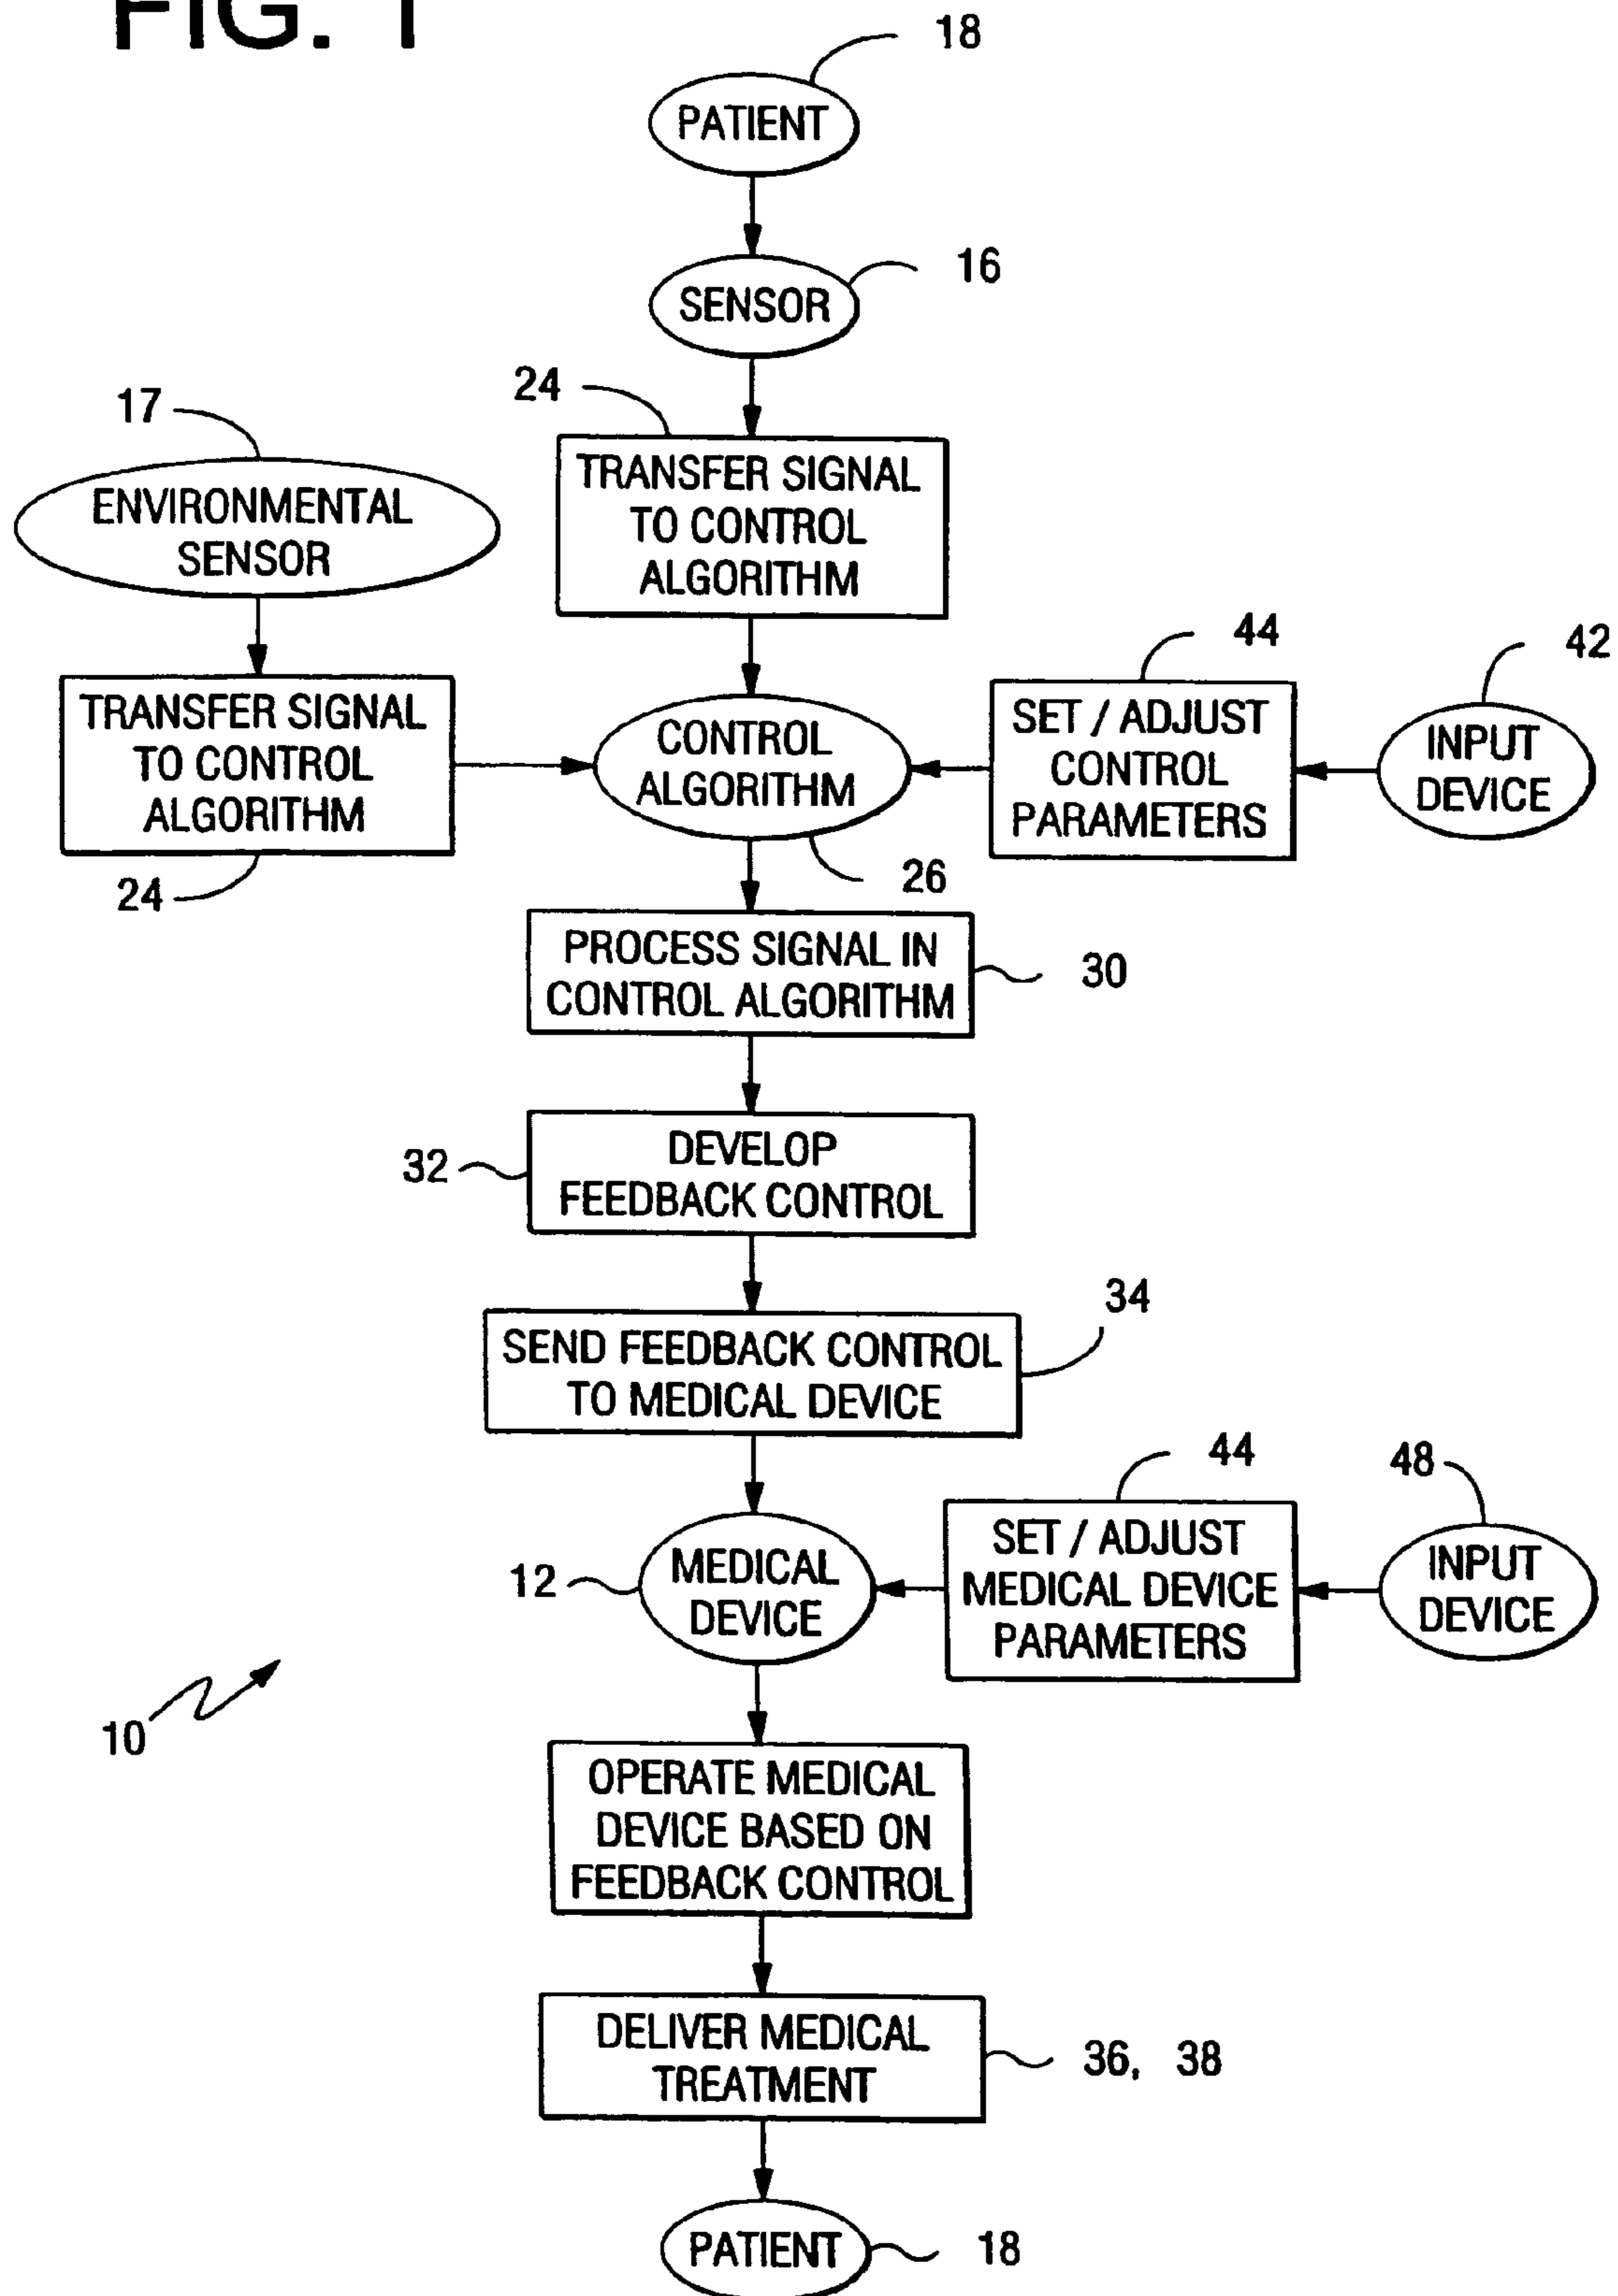 FIG. 1
18
PATIENT
16
SENSOR
24
TRANSFER SIGNAL
TO CONTROL
ALGORITHM
17
ENVIRONMENTAL
SENSOR
TRANSFER SIGNAL
TO CONTROL
ALGORITHM
24
CONTROL
ALGORITHM
26
44
SET / ADJUST
CONTROL
PARAMETERS
42
INPUT
DEVICE
PROCESS SIGNAL IN
CONTROL ALGORITHM
30
32
DEVELOP
FEEDBACK CONTROL
34
SEND FEEDBACK CONTROL
TO MEDICAL DEVICE
12
MEDICAL
DEVICE
44
SET / ADJUST
MEDICAL DEVICE
PARAMETERS
48
INPUT
DEVICE
10
OPERATE MEDICAL
DEVICE BASED ON
FEEDBACK CONTROL
DELIVER MEDICAL
TREATMENT
36, 38
PATIENT
18